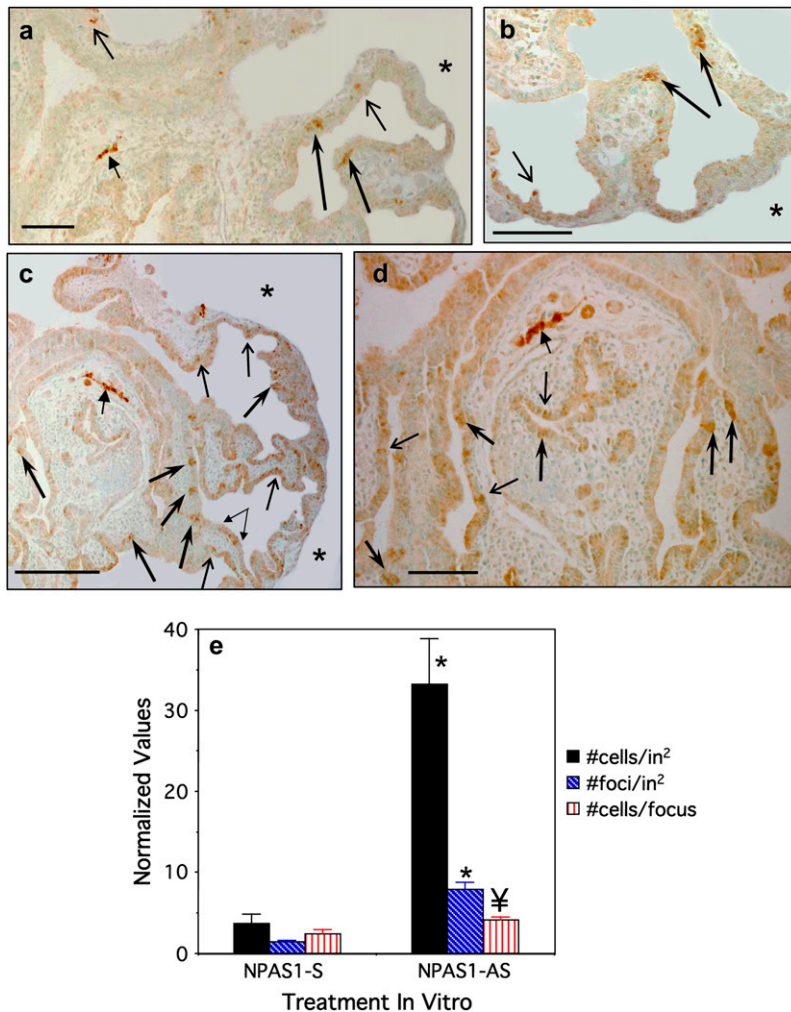 a
*
b
*
c
*
*
d
e
40
30
20
10
0
Normalized Values
*
*
¥
#cells/in²
#foci/in²
#cells/focus
NPAS1-S
NPAS1-AS
Treatment In Vitro